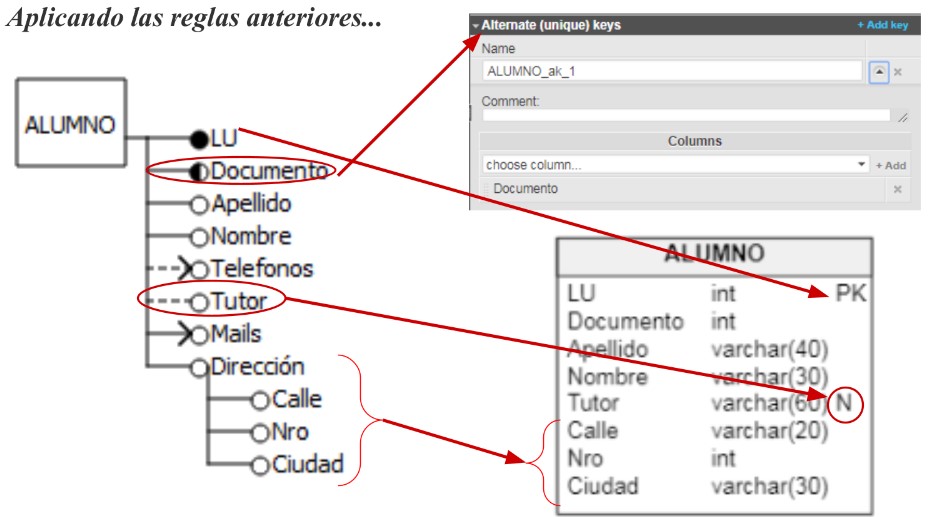 Aplicando las reglas anteriores...
Alternate (unique) keys + Add key
Name
ALUMNO_ak_1
Comment:
Columns
choose column... + Add
Documento
ALUMNO
LU
Documento
Apellido
Nombre
Telefonos
Tutor
Mails
Dirección
Calle
Nro
Ciudad
ALUMNO
LU int PK
Documento int
Apellido varchar(40)
Nombre varchar(30)
Tutor varchar(60) N
Calle varchar(20)
Nro int
Ciudad varchar(30)